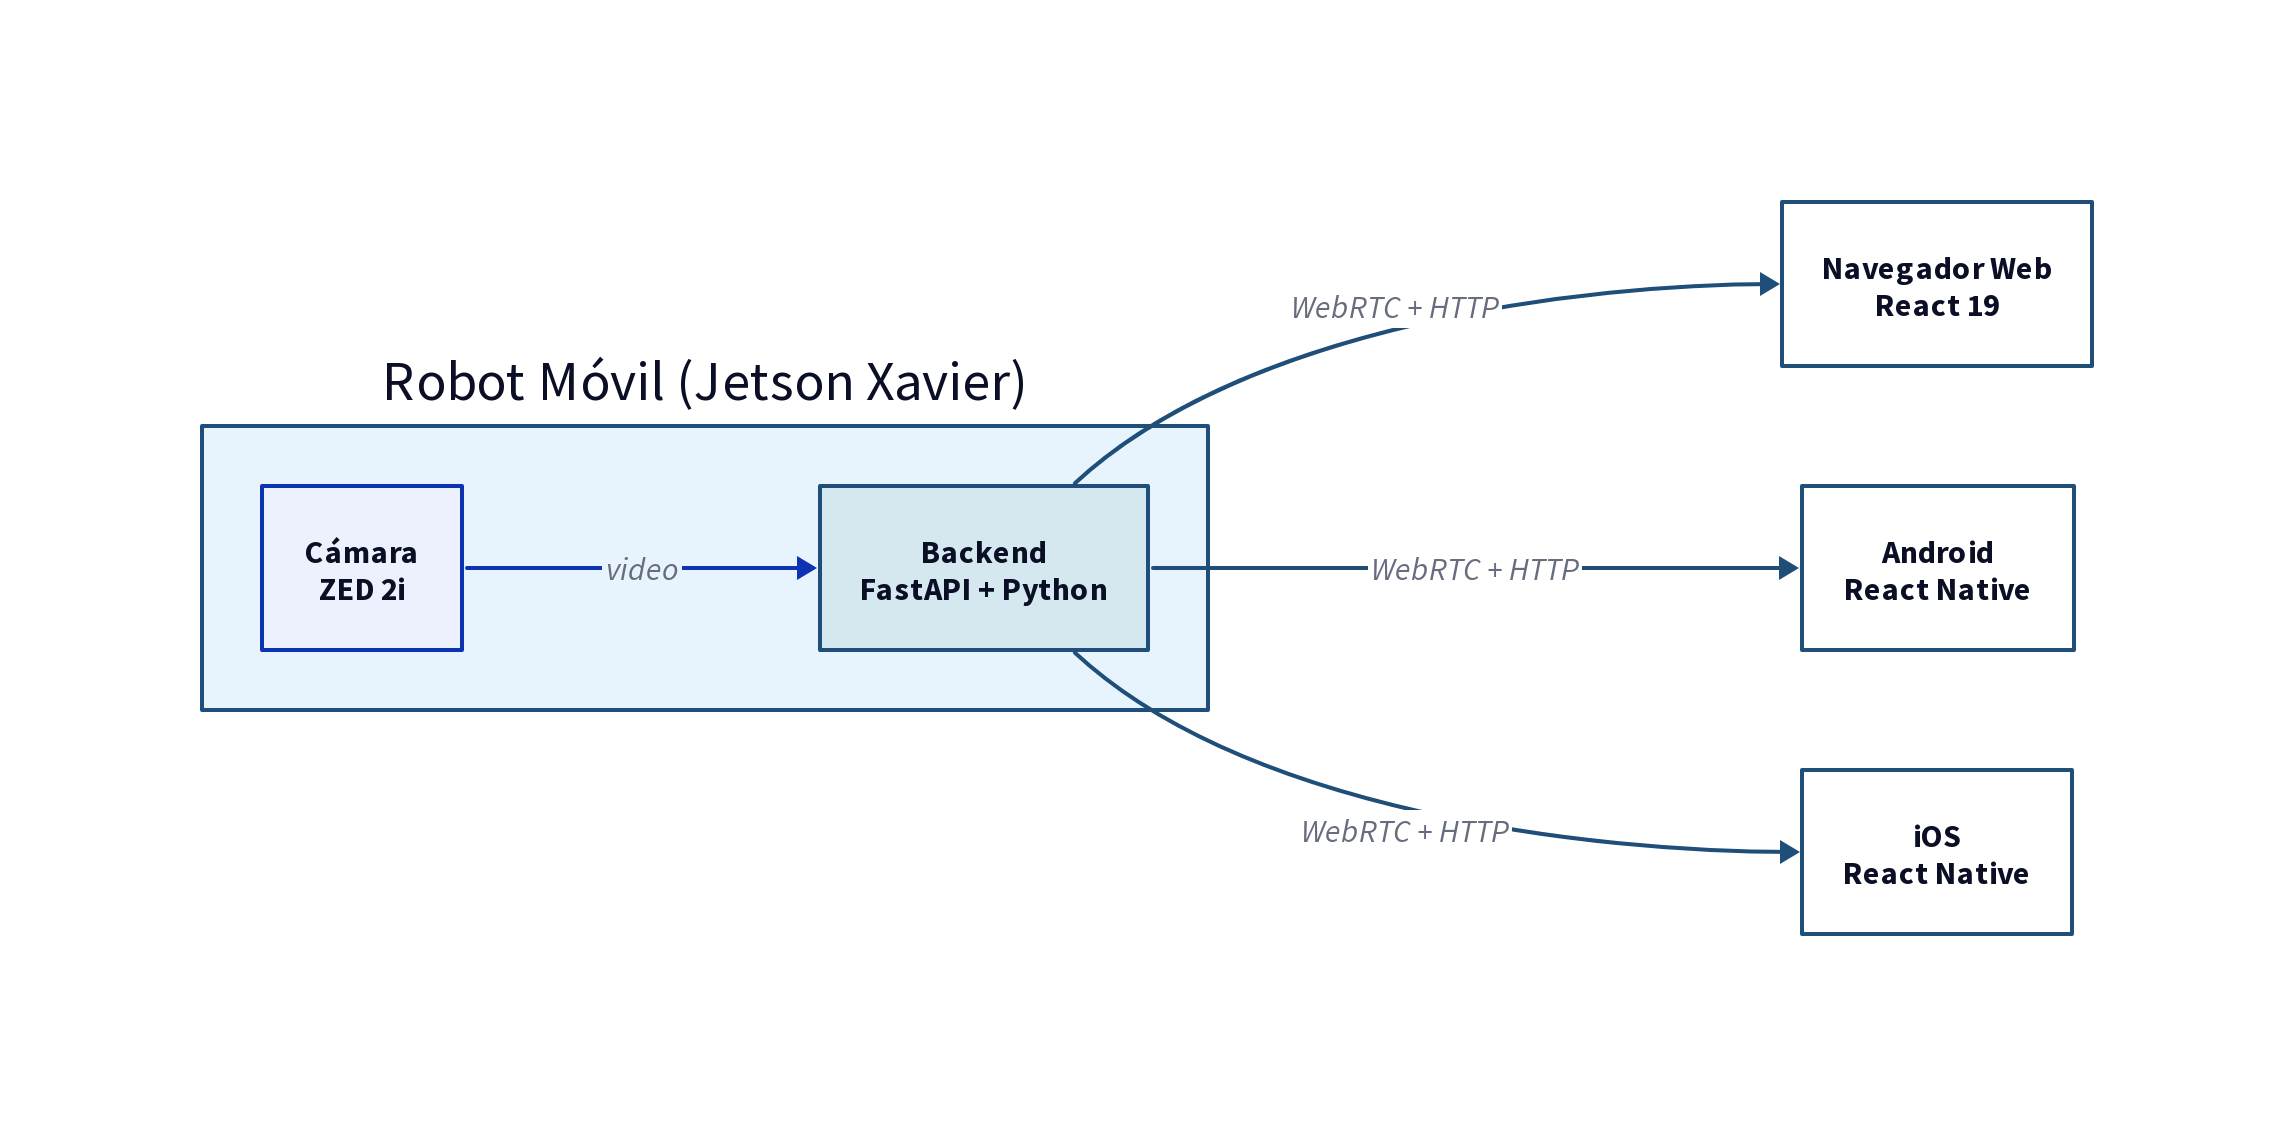 Robot Móvil (Jetson Xavier)
Cámara
ZED 2i
video
Backend
FastAPI + Python
WebRTC + HTTP
Navegador Web
React 19
WebRTC + HTTP
Android
React Native
WebRTC + HTTP
iOS
React Native